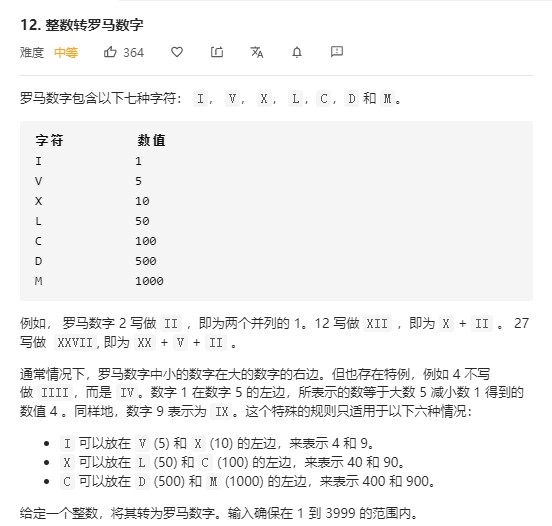 12. 整数转罗马数字
难度 中等 364
罗马数字包含以下七种字符： I， V， X， L，C，D 和 M。
字符 数值
I 1
V 5
X 10
L 50
C 100
D 500
M 1000
例如， 罗马数字 2 写做 II ，即为两个并列的 1。12 写做 XII ，即为 X + II 。 27
写做 XXVII, 即为 XX + V + II 。
通常情况下，罗马数字中小的数字在大的数字的右边。但也存在特例，例如 4 不写
做 IIII，而是 IV。数字 1 在数字 5 的左边，所表示的数等于大数 5 减小数 1 得到的
数值 4 。同样地，数字 9 表示为 IX。这个特殊的规则只适用于以下六种情况：
• I 可以放在 V (5) 和 X (10) 的左边，来表示 4 和 9。
• X 可以放在 L (50) 和 C (100) 的左边，来表示 40 和 90。
• C 可以放在 D (500) 和 M (1000) 的左边，来表示 400 和 900。
给定一个整数，将其转为罗马数字。输入确保在 1 到 3999 的范围内。